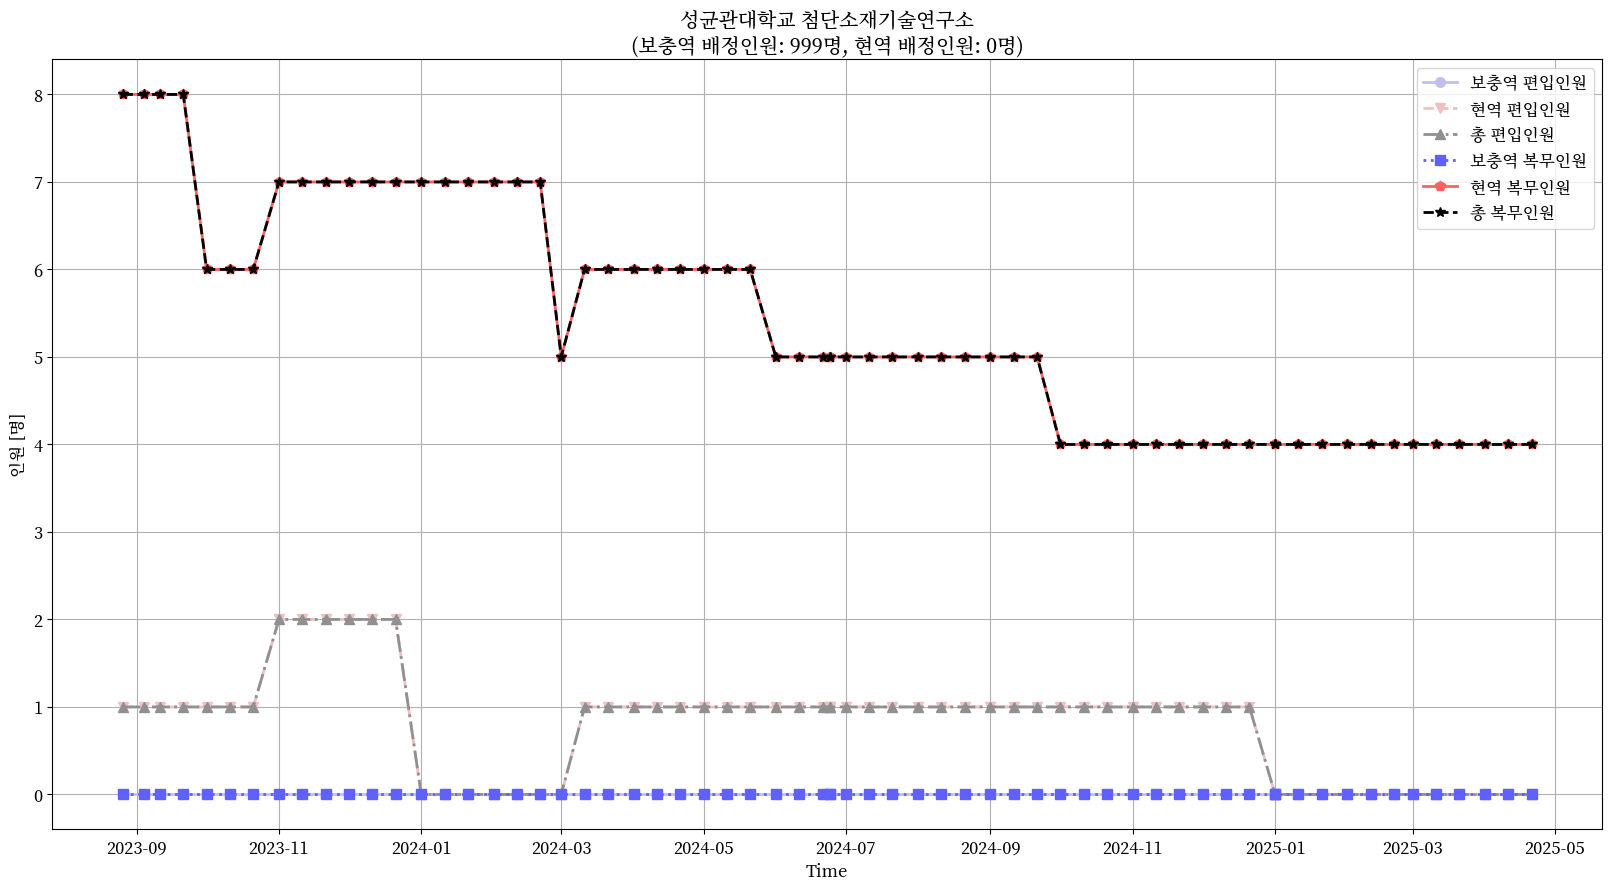 성균관대학교 첨단소재기술연구소
(보충역 배정인원: 999명, 현역 배정인원: 0명)
보충역 편입인원
현역 편입인원
총 편입인원
보충역 복무인원
현역 복무인원
총 복무인원
인원 [명]
8
7
6
5
4
3
2
1
0
2023-09
2023-11
2024-01
2024-03
2024-05
2024-07
2024-09
2024-11
2025-01
2025-03
2025-05
Time